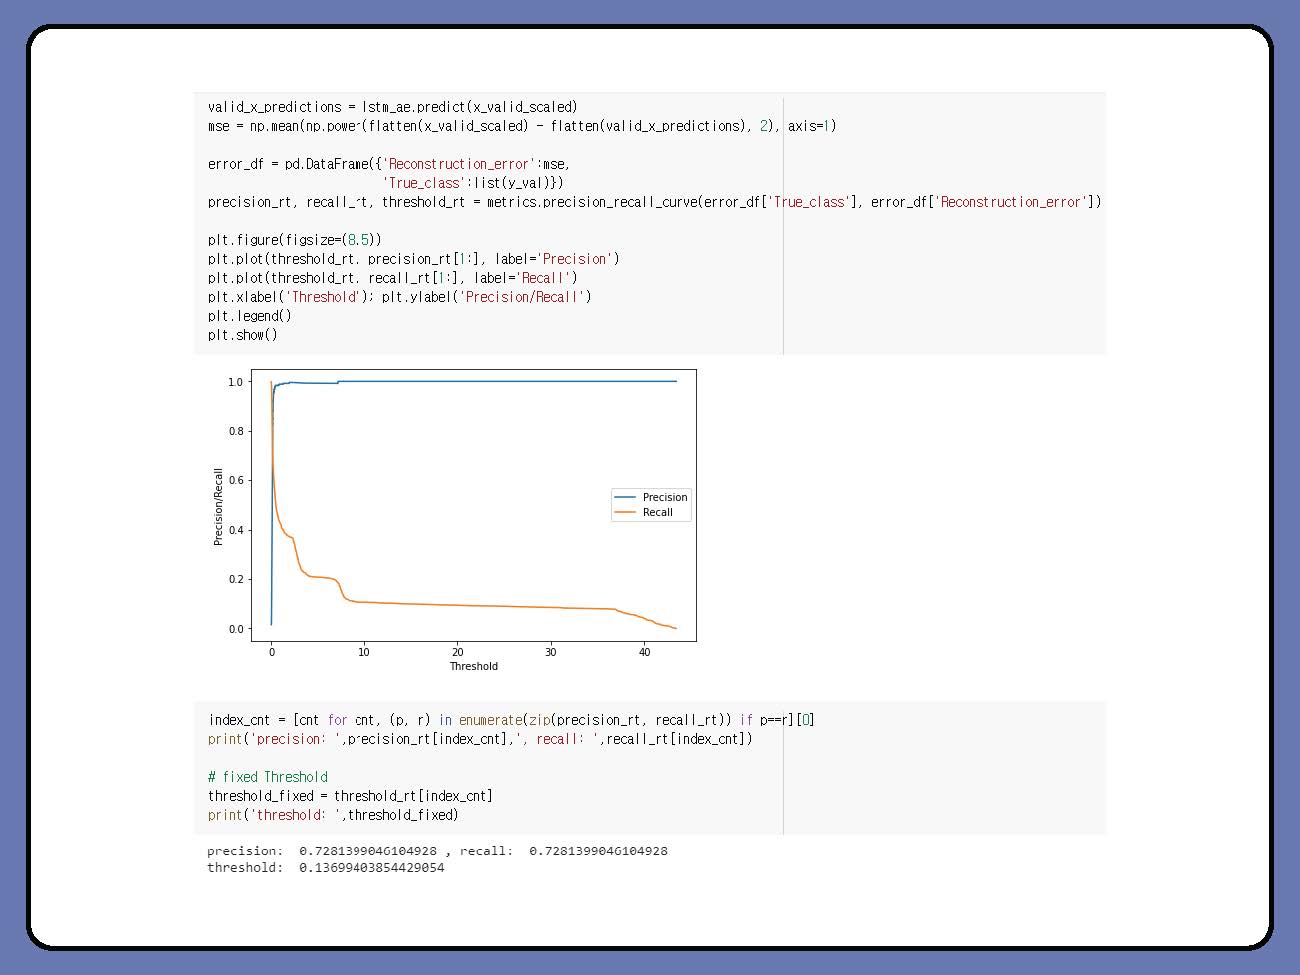 valid_x_predictions = lstm_ae.predict(x_valid_scaled)
mse = np.mean(np.power(flatten(x_valid_scaled) - flatten(valid_x_predictions), 2), axis=1)
error_df = pd.DataFrame({'Reconstruction_error':mse,
'True_class':list(y_val)})
precision_rt, recall_rt, threshold_rt = metrics.precision_recall_curve(error_df['True_class'], error_df['Reconstruction_error'])
plt.figure(figsize=(8.5))
plt.plot(threshold_rt. precision_rt[1:], label='Precision')
plt.plot(threshold_rt. recall_rt[1:], label='Recall')
plt.xlabel('Threshold'); plt.ylabel('Precision/Recall')
plt.legend()
plt.show()
1.0
0.8
0.6
0.4
0.2
0.0
Precision/Recall
Precision
Recall
0 10 20 30 40
Threshold
index_cnt = [cnt for cnt, (p, r) in enumerate(zip(precision_rt, recall_rt)) if p==r][0]
print('precision: ',precision_rt[index_cnt],', recall: ',recall_rt[index_cnt])
# fixed Threshold
threshold_fixed = threshold_rt[index_cnt]
print('threshold: ',threshold_fixed)
precision:  0.7281399046104928 , recall:  0.7281399046104928
threshold:  0.13699403854429054